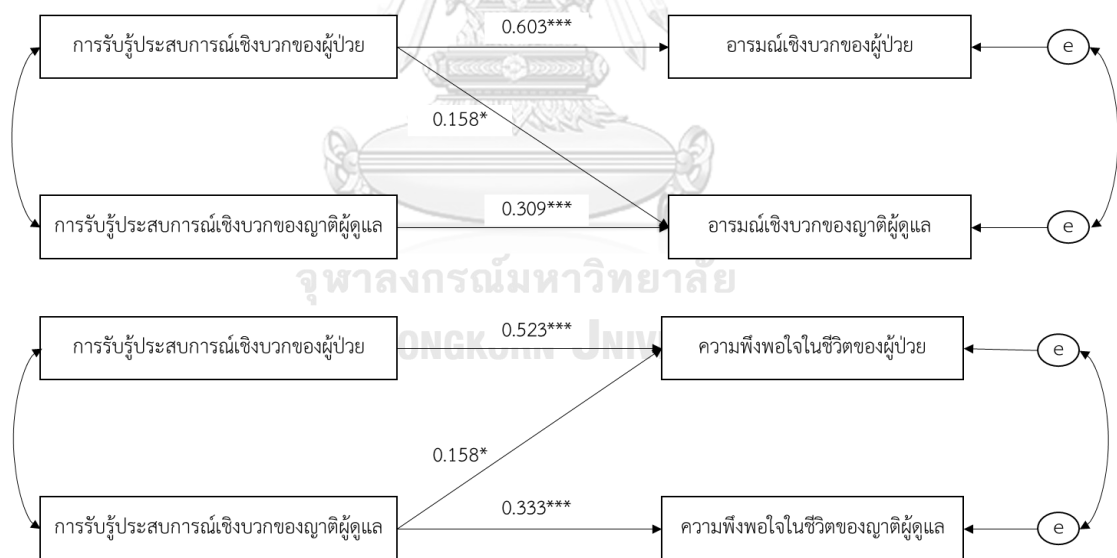 การรับรู้ประสบการณ์เชิงบวกของผู้ป่วย
0.603***
อารมณ์เชิงบวกของผู้ป่วย
e
0.158*
การรับรู้ประสบการณ์เชิงบวกของญาติผู้ดูแล
0.309***
อารมณ์เชิงบวกของญาติผู้ดูแล
e
จุฬาลงกรณ์มหาวิทยาลัย
การรับรู้ประสบการณ์เชิงบวกของผู้ป่วย
0.523***
ความพึงพอใจในชีวิตของผู้ป่วย
e
0.158*
การรับรู้ประสบการณ์เชิงบวกของญาติผู้ดูแล
0.333***
ความพึงพอใจในชีวิตของญาติผู้ดูแล
e